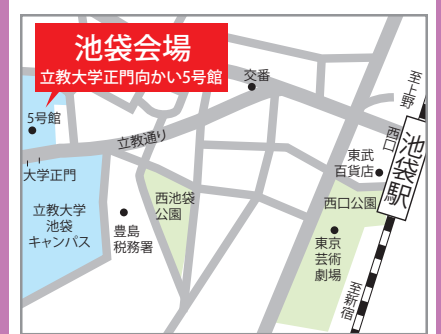 池袋会場
立教大学正門向かい5号館
交番
至上野
5号館
立教通り
西口
池袋駅
東武
百貨店
大学正門
立教大学
池袋
キャンパス
西池袋
公園
西口公園
豊島
税務署
東京
芸術
劇場
至新宿